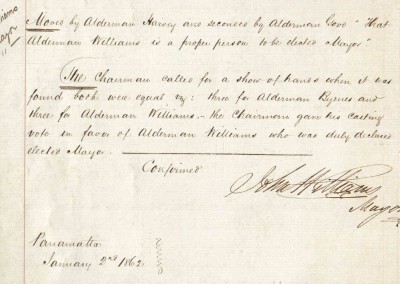 mo
Mayor
"
Moved by Alderman Harvey and seconded by Alderman Gove "That
Alderman Williams is a proper person to be elected Mayor"
The Chairman called for a show of hands when it was
found both were equal viz: three for Alderman Byrnes and
three for Alderman Williams – the Chairman gave his casting
vote in favor of Alderman Williams who was duly declared
elected Mayor.
Confirmed
John Williams
Mayor
Parramatta
January 2nd 1862